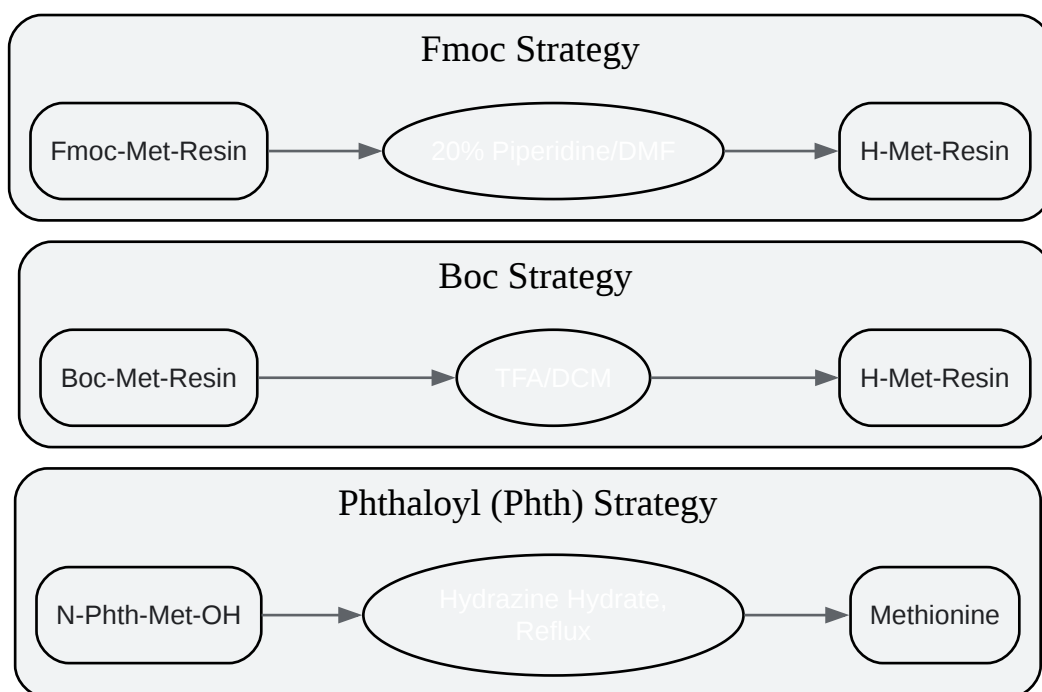 Fmoc Strategy
Fmoc-Met-Resin
20% Piperidine/DMF
H-Met-Resin
Boc Strategy
Boc-Met-Resin
TFA/DCM
H-Met-Resin
Phthaloyl (Phth) Strategy
N-Phth-Met-OH
Hydrazine Hydrate,
Reflux
Methionine